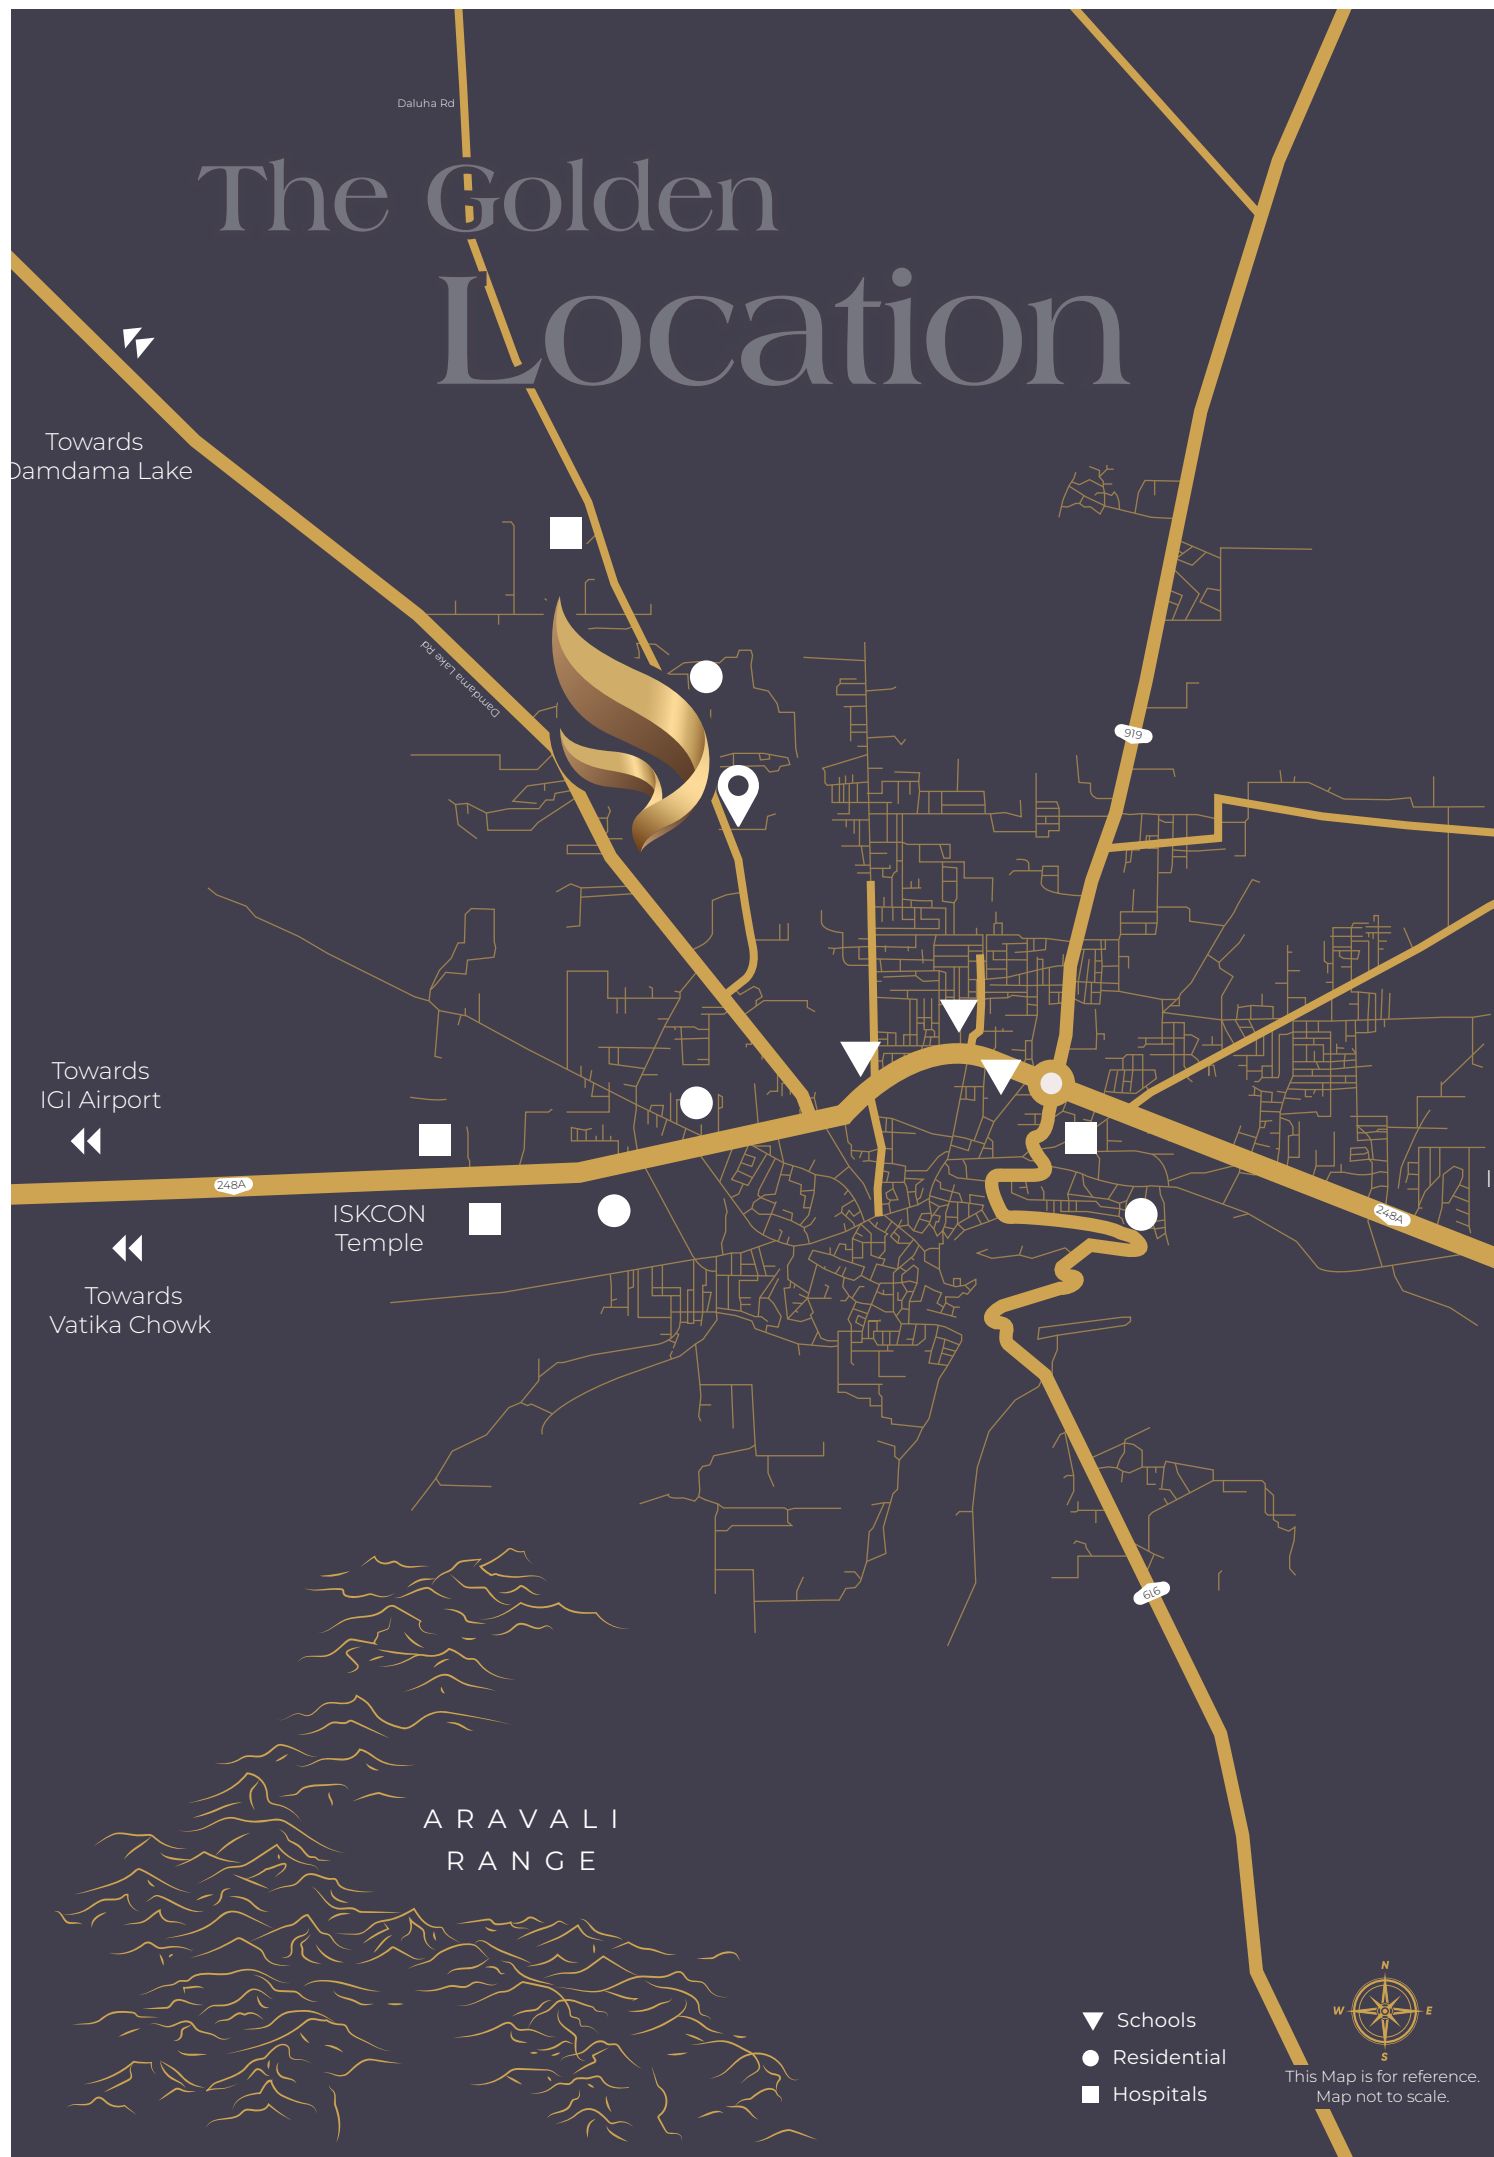 Daluha Rd
The Golden
Location
Towards
Damdama Lake
Damdama Lake Rd
919
Towards
IGI Airport
248A
ISKCON
Temple
248A
Towards
Vatika Chowk
919
ARAVALI
RANGE
N
W
E
S
Schools
Residential
Hospitals
This Map is for reference.
Map not to scale.